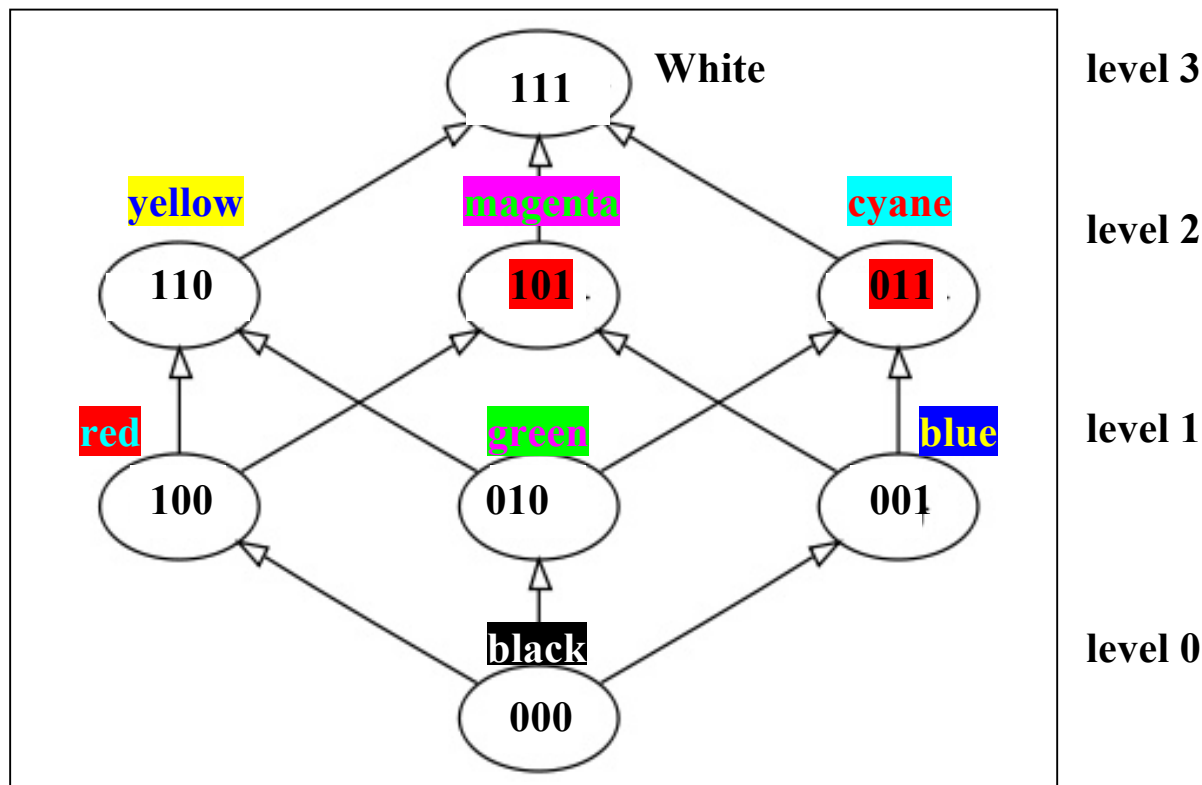 111 White level 3
yellow magenta cyane
level 2
110 101 011
red green blue level 1
100 010 001
black level 0
000